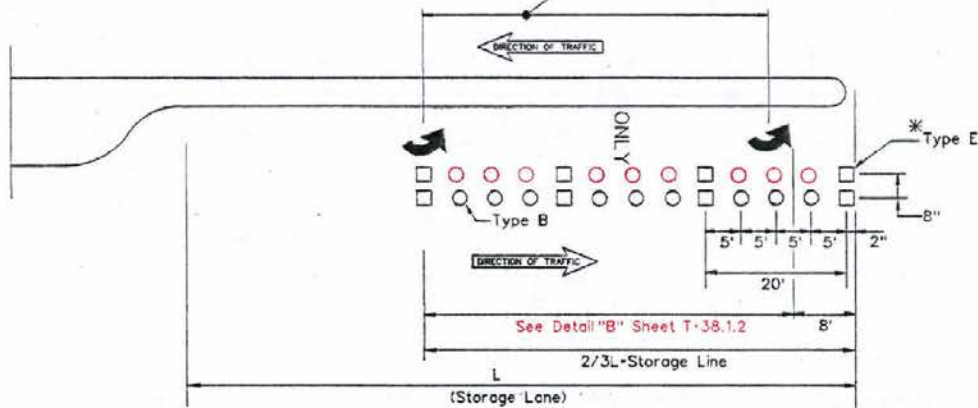 DIRECTION OF TRAFFIC
ONLY
* Type E
8"
Type B
5' 5' 5' 5' 2"
DIRECTION OF TRAFFIC
20'
See Detail "B" Sheet T-38.1.2
8'
2/3L-Storage Line
L
(Storage Lane)